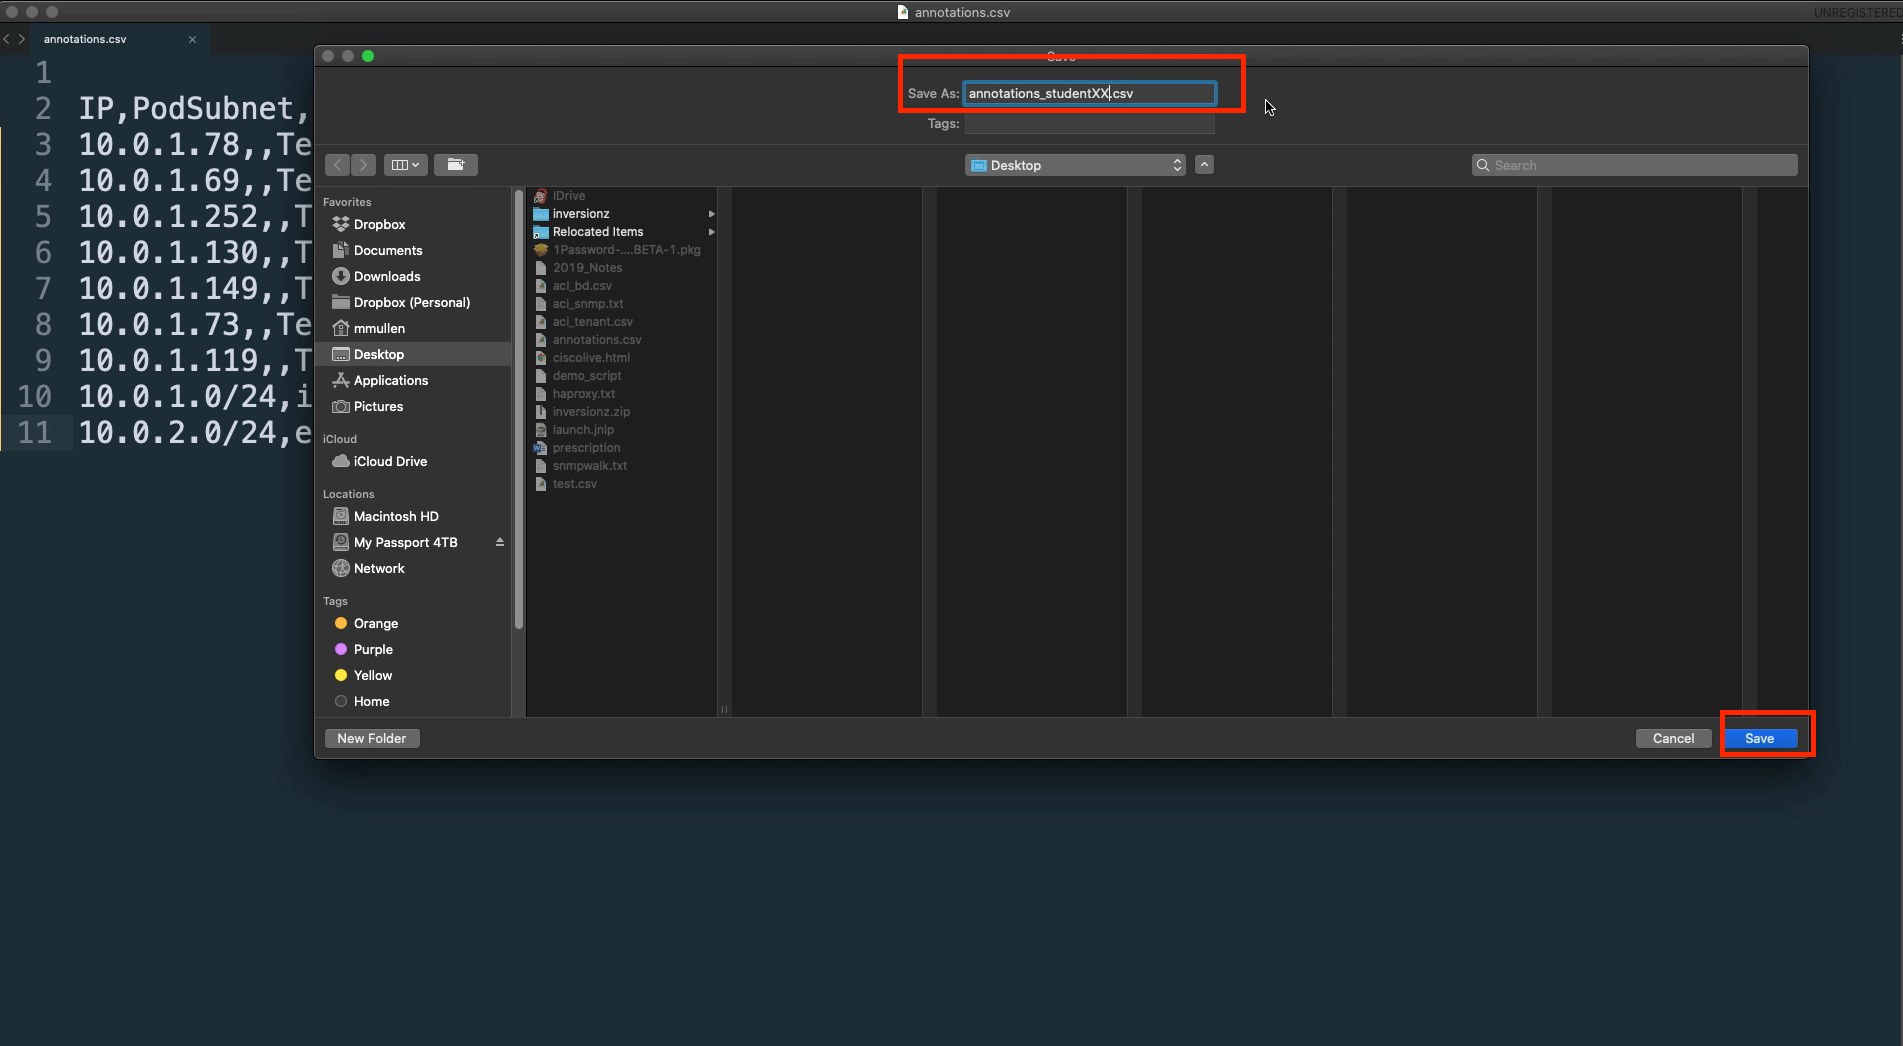 annotations.csv
UNREGISTERED
annotations.csv
1
2 IP,PodSubnet,
3 10.0.1.78,,Te
4 10.0.1.69,,Te
5 10.0.1.252,,T
6 10.0.1.130,,T
7 10.0.1.149,,T
8 10.0.1.73,,Te
9 10.0.1.119,,T
10 10.0.1.0/24,i
11 10.0.2.0/24,e
Save
Save As: annotations_studentXX.csv
Tags:
Desktop
Search
Favorites
Dropbox
Documents
Downloads
Dropbox (Personal)
mmullen
Desktop
Applications
Pictures
iCloud
iCloud Drive
Locations
Macintosh HD
My Passport 4TB
Network
Tags
Orange
Purple
Yellow
Home
IDrive
inversionz
Relocated Items
1Password-....BETA-1.pkg
2019_Notes
aci_bd.csv
aci_snmp.txt
aci_tenant.csv
annotations.csv
ciscolive.html
demo_script
haproxy.txt
inversionz.zip
launch.jnlp
prescription
snmpwalk.txt
test.csv
New Folder
Cancel
Save